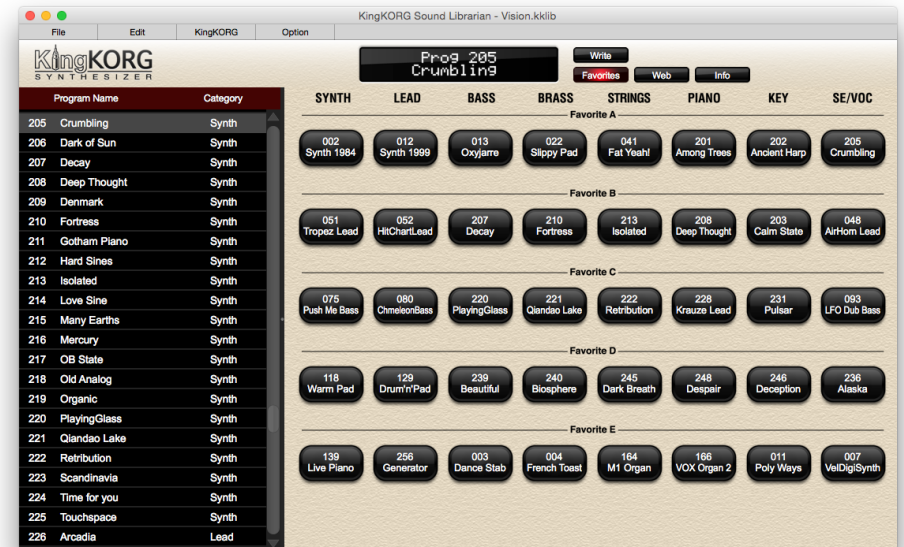 KingKORG Sound Librarian - Vision.kklib
File Edit KingKORG Option
KingKORG
SYNTHESIZER
Prog 205
Crumbling
Write
Favorites Web Info
Program Name Category
205 Crumbling Synth
206 Dark of Sun Synth
207 Decay Synth
208 Deep Thought Synth
209 Denmark Synth
210 Fortress Synth
211 Gotham Piano Synth
212 Hard Sines Synth
213 Isolated Synth
214 Love Sine Synth
215 Many Earths Synth
216 Mercury Synth
217 OB State Synth
218 Old Analog Synth
219 Organic Synth
220 PlayingGlass Synth
221 Qiandao Lake Synth
222 Retribution Synth
223 Scandinavia Synth
224 Time for you Synth
225 Touchspace Synth
226 Arcadia Lead
SYNTH LEAD BASS BRASS STRINGS PIANO KEY SE/VOC
Favorite A
002 012 013 022 041 201 202 205
Synth 1984 Synth 1999 Oxyjarre Slippy Pad Fat Yeah! Among Trees Ancient Harp Crumbling
Favorite B
051 052 207 210 213 208 203 048
Tropez Lead HitChartLead Decay Fortress Isolated Deep Thought Calm State AirHorn Lead
Favorite C
075 080 220 221 222 228 231 093
Push Me Bass ChmeleonBass PlayingGlass Qiandao Lake Retribution Krauze Lead Pulsar LFO Dub Bass
Favorite D
118 129 239 240 245 248 246 236
Warm Pad Drum'n'Pad Beautiful Biosphere Dark Breath Despair Deception Alaska
Favorite E
139 256 003 004 164 166 011 007
Live Piano Generator Dance Stab French Toast M1 Organ VOX Organ 2 Poly Ways VelDigiSynth